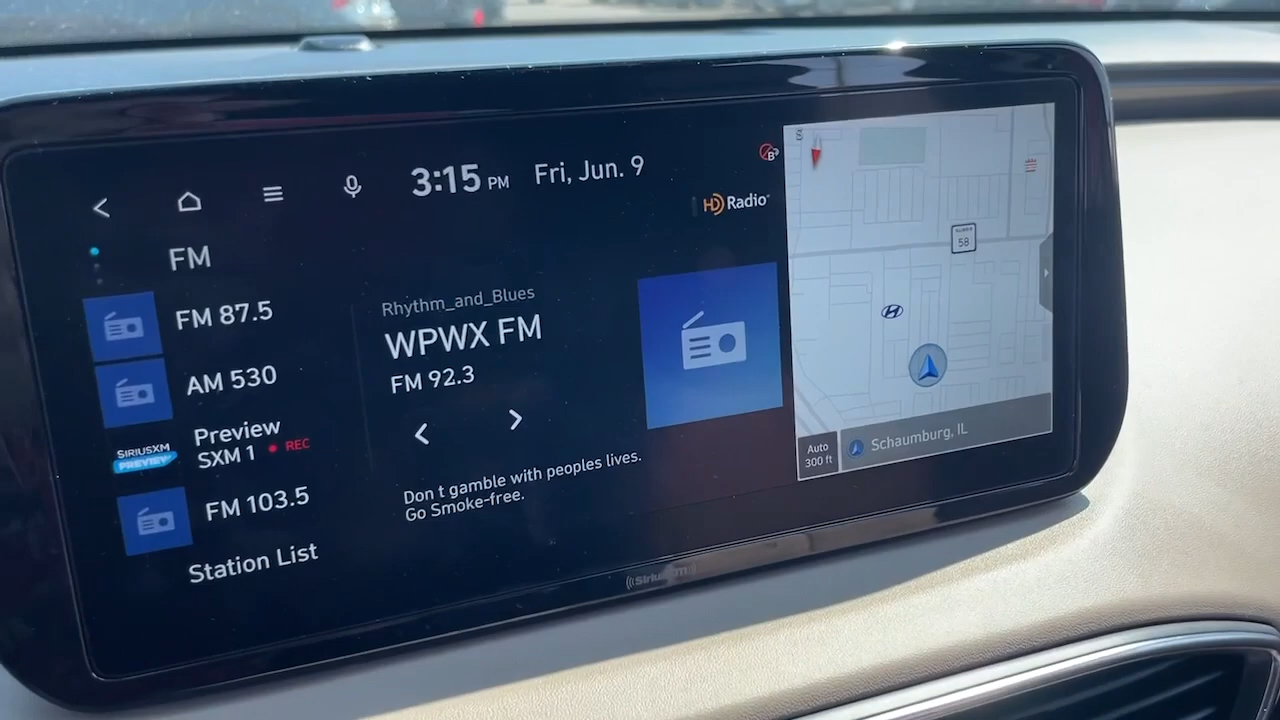 3:15 PM Fri, Jun. 9
HD Radio
FM
FM 87.5
AM 530
SIRIUSXM
PREVIEW
Preview
SXM 1 REC
FM 103.5
Station List
Rhythm_and_Blues
WPWX FM
FM 92.3
Don t gamble with peoples lives.
Go Smoke-free.
ILLINOIS
58
Auto
300 ft
Schaumburg, IL
SiriusXM